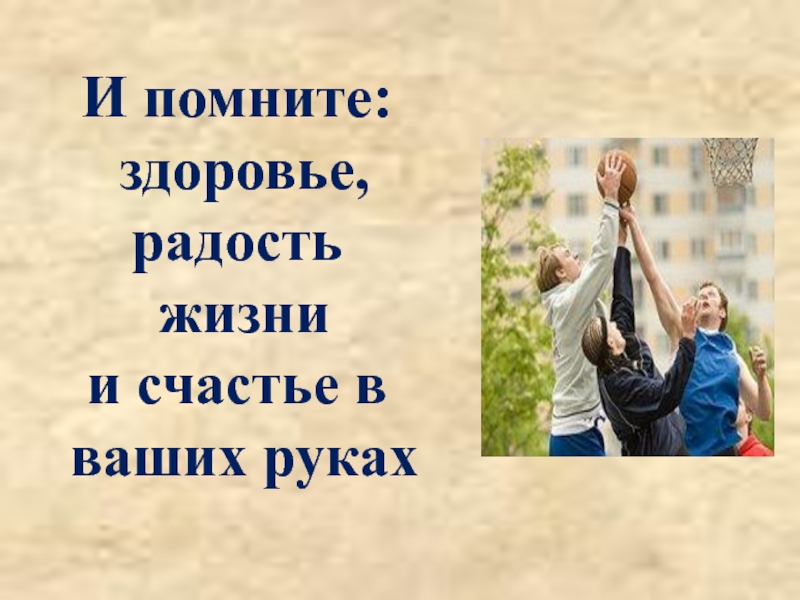 И помните:
здоровье,
радость
жизни
и счастье в
ваших руках